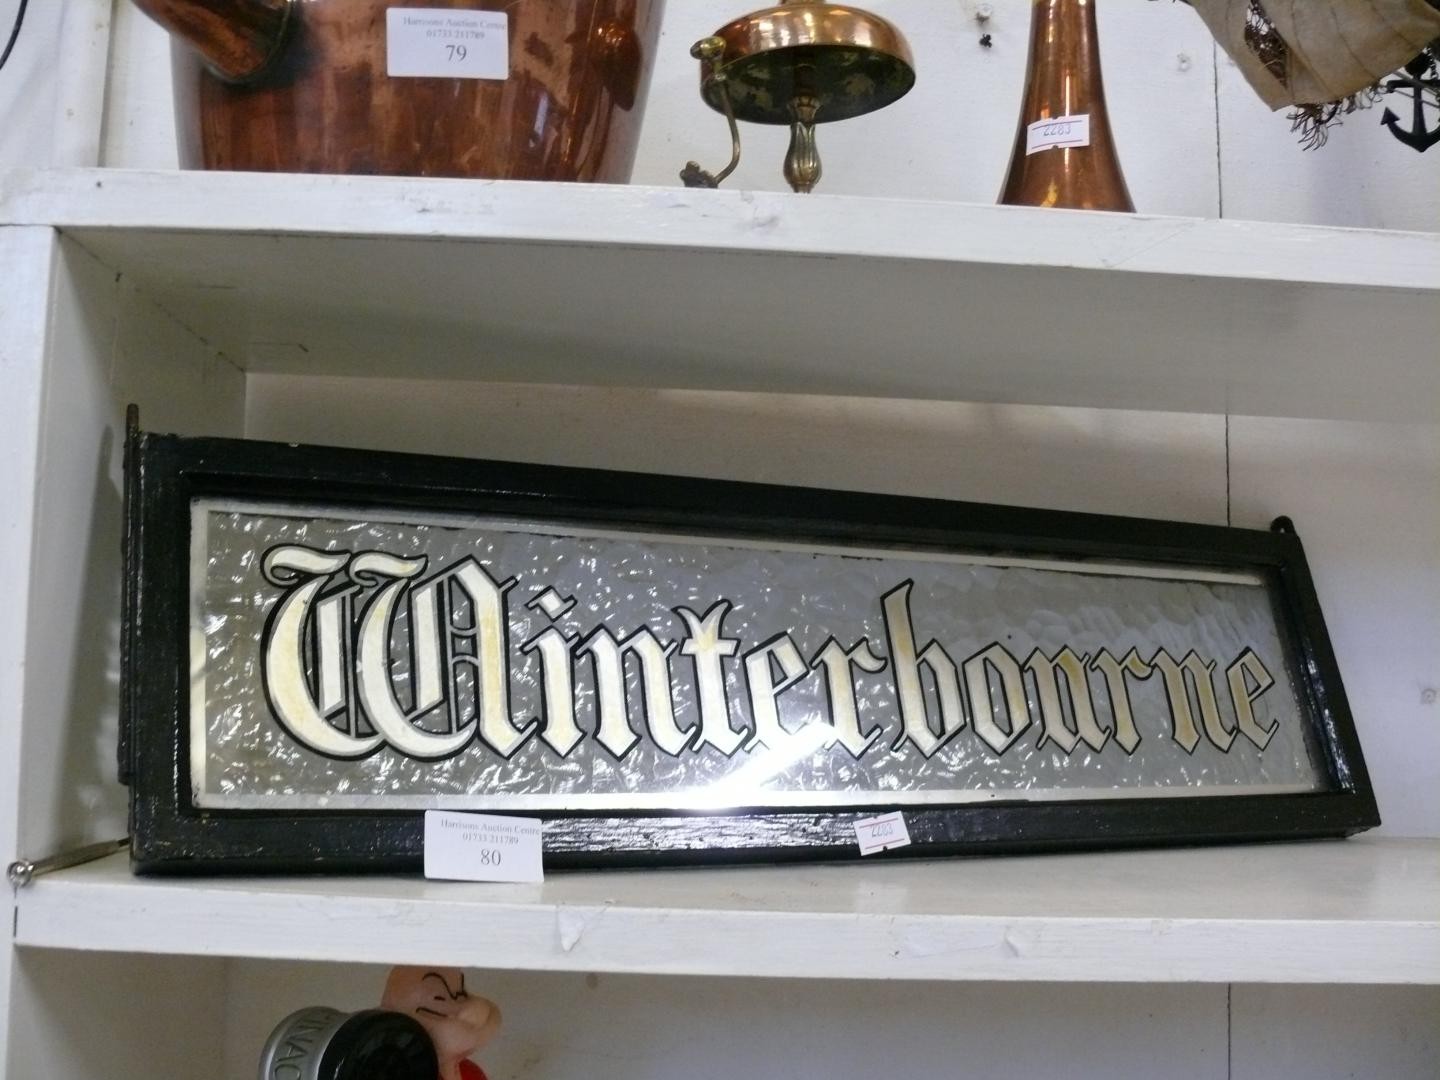 Harrisons Auction Centre
01733 211789
79
2283
Winterbourne
Harrisons Auction Centre
01733 211789
80
2283